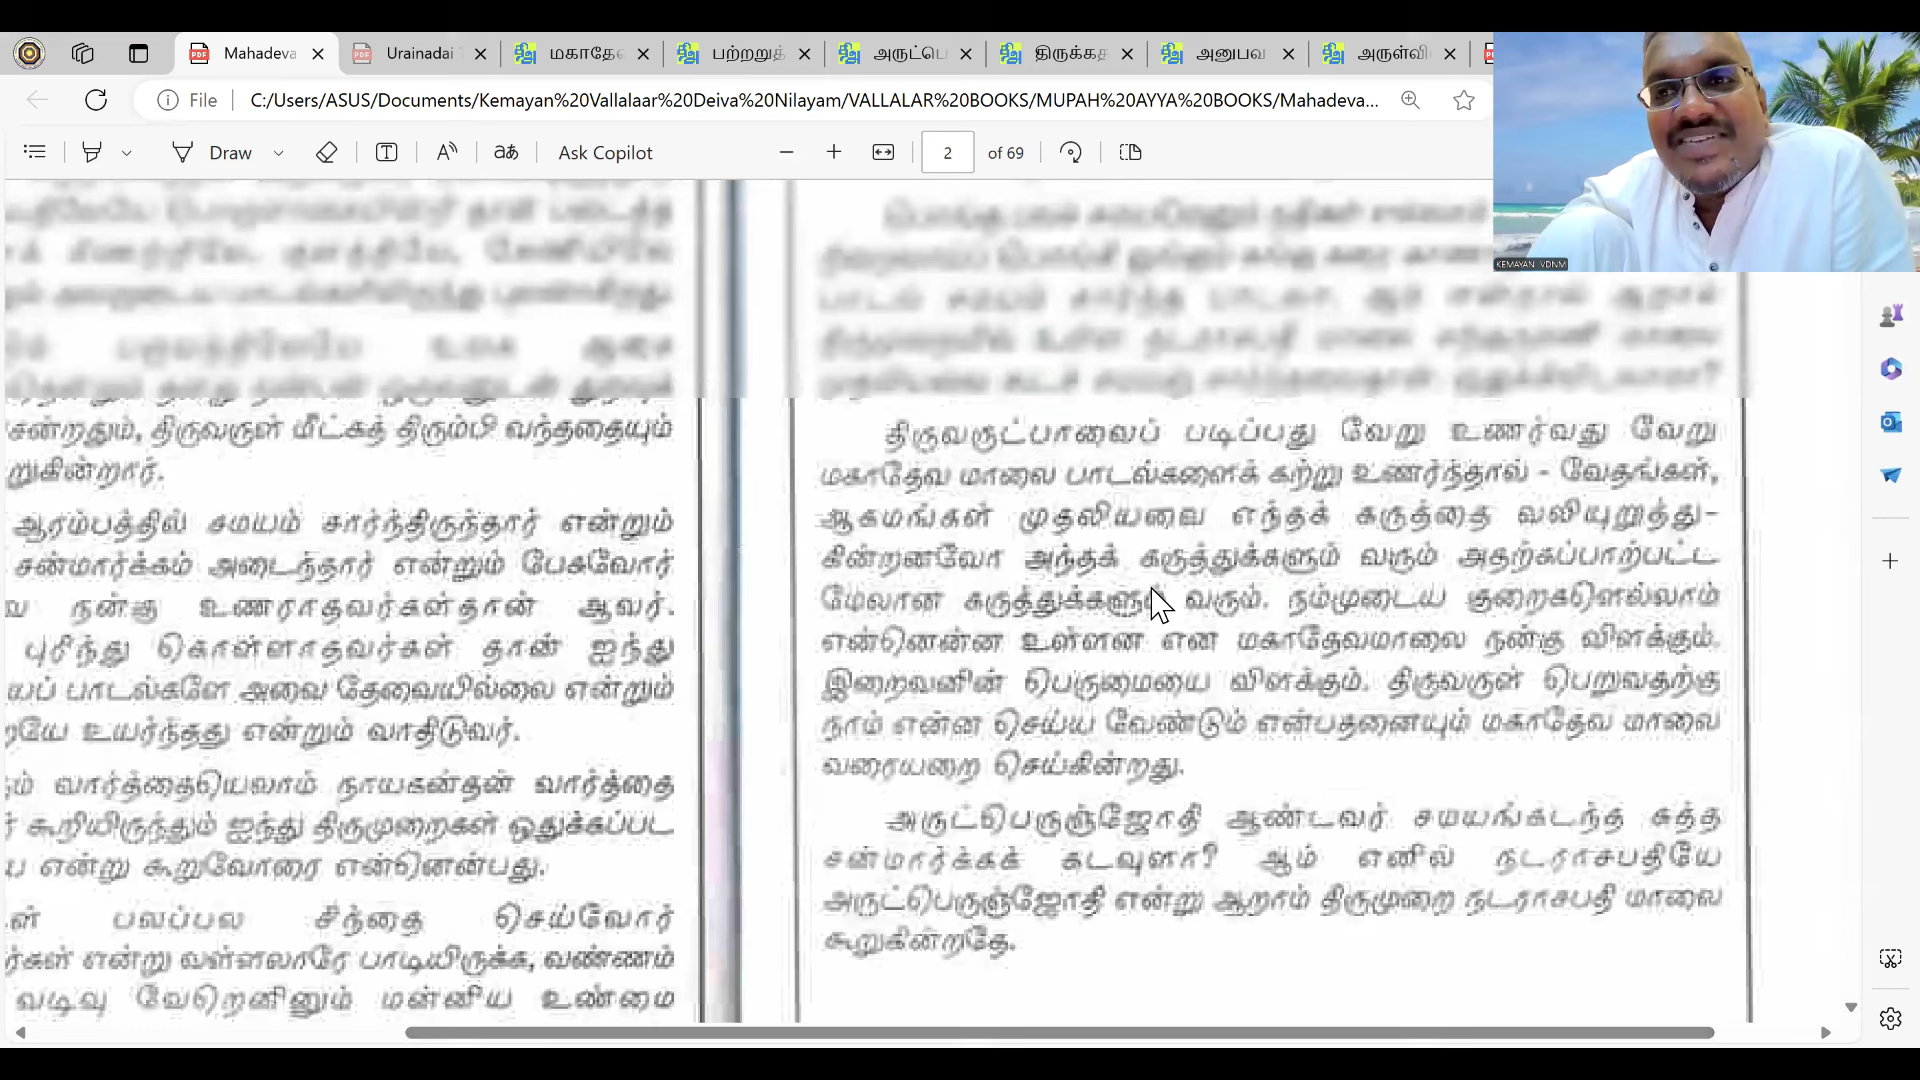 Mahadeva
Urainadai
மகாதேவ
பற்றறுத்
அருட்பெ
திருக்கத
அனுபவ
அருள்வி
File
C:/Users/ASUS/Documents/Kemayan%20Vallalaar%20Deiva%20Nilayam/VALLALAR%20BOOKS/MUPAH%20AYYA%20BOOKS/Mahadeva...
Draw
Ask Copilot
2 of 69
KEMAYAN VDNM
சென்றதும், திருவருள் மீட்கத் திரும்பி வந்ததையும்
றுகின்றார்.
ஆரம்பத்தில் சமயம் சார்ந்திருந்தார் என்றும்
சன்மார்க்கம் அடைந்தார் என்றும் பேசுவோர்
வ நன்கு உணராதவர்கள்தான் ஆவர்.
புரிந்து கொள்ளாதவர்கள் தான் ஐந்து
யப் பாடல்களே அவை தேவையில்லை என்றும்
றயே உயர்ந்தது என்றும் வாதிடுவர்.
ம் வார்த்தையெலாம் நாயகன்தன் வார்த்தை
கூறியிருந்தும் ஐந்து திருமுறைகள் ஒதுக்கப்பட
ய என்று கூறுவோரை என்னென்பது.
ள் பலப்பல சிந்தை செய்வோர்
ர்கள் என்று வள்ளலாரே பாடியிருக்க, வண்ணம்
வடிவு வேறெனினும் மன்னிய உண்மை
திருவருட்பாவைப் படிப்பது வேறு உணர்வது வேறு
மகாதேவ மாலை பாடல்களைக் கற்று உணர்ந்தால் - வேதங்கள்,
ஆகமங்கள் முதலியவை எந்தக் கருத்தை வலியுறுத்து-
கின்றனவோ அந்தக் கருத்துக்களும் வரும் அதற்கப்பாற்பட்ட
மேலான கருத்துக்களும் வரும். நம்முடைய குறைகளெல்லாம்
என்னென்ன உள்ளன என மகாதேவமாலை நன்கு விளக்கும்.
இறைவனின் பெருமையை விளக்கும். திருவருள் பெறுவதற்கு
நாம் என்ன செய்ய வேண்டும் என்பதனையும் மகாதேவ மாலை
வரையறை செய்கின்றது.
அருட்பெருஞ்ஜோதி ஆண்டவர் சமயங்கடந்த சுத்த
சன்மார்க்கக் கடவுளா? ஆம் எனில் நடராசபதியே
அருட்பெருஞ்ஜோதி என்று ஆறாம் திருமுறை நடராசபதி மாலை
கூறுகின்றதே.